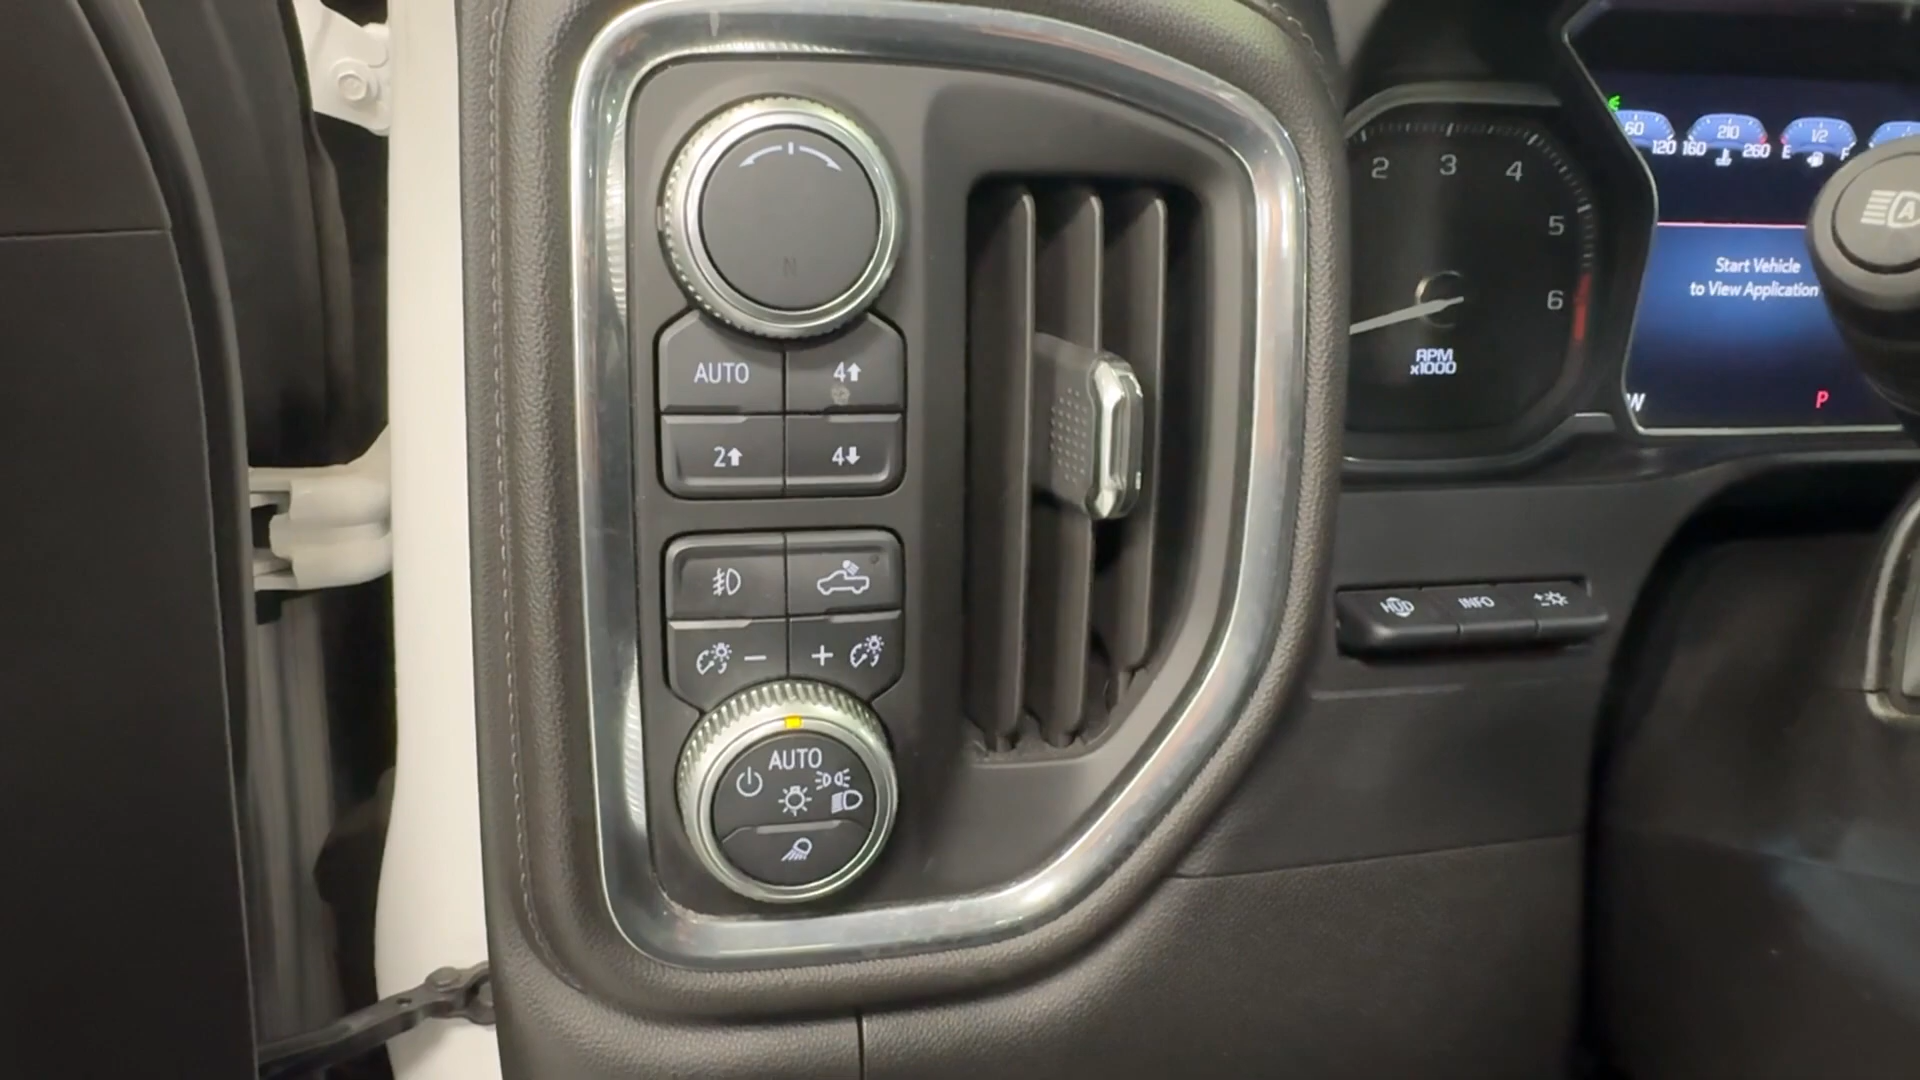 N
AUTO
4
2
4
− +
AUTO
2 3 4 5 6
RPM
x1000
60 120 160 210 260 E 1/2 F
Start Vehicle
to View Application
W P
A
HUD INFO